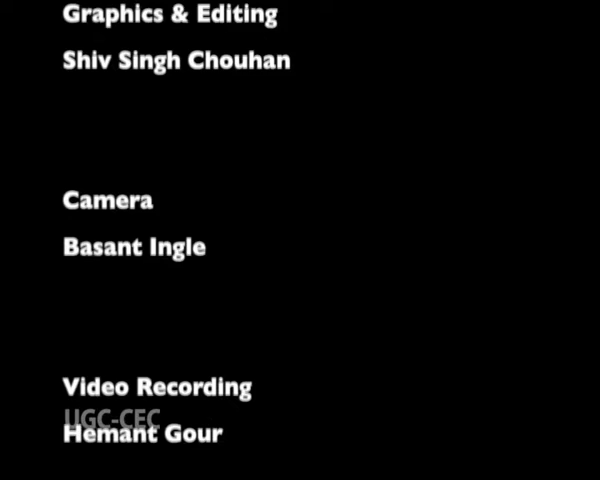 Graphics & Editing
Shiv Singh Chouhan
Camera
Basant Ingle
Video Recording
UGC-CEC
Hemant Gour